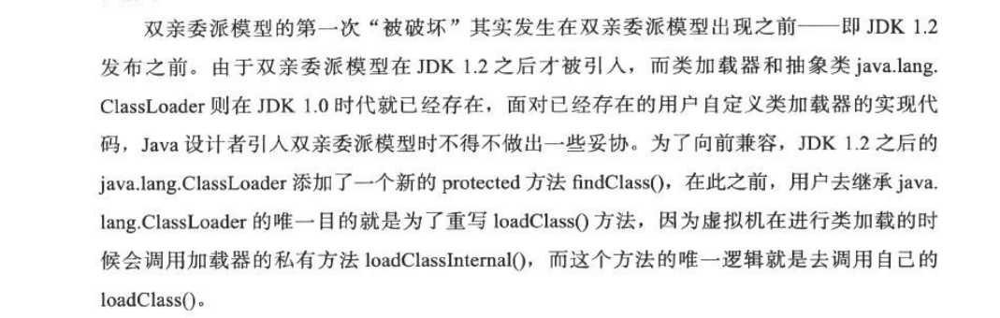 双亲委派模型的第一次“被破坏”其实发生在双亲委派模型出现之前——即 JDK 1.2
发布之前。由于双亲委派模型在 JDK 1.2 之后才被引入，而类加载器和抽象类 java.lang.
ClassLoader 则在 JDK 1.0 时代就已经存在，面对已经存在的用户自定义类加载器的实现代
码，Java 设计者引入双亲委派模型时不得不做出一些妥协。为了向前兼容，JDK 1.2 之后的
java.lang.ClassLoader 添加了一个新的 protected 方法 findClass()，在此之前，用户去继承 java.
lang.ClassLoader 的唯一目的就是为了重写 loadClass() 方法，因为虚拟机在进行类加载的时
候会调用加载器的私有方法 loadClassInternal()，而这个方法的唯一逻辑就是去调用自己的
loadClass()。